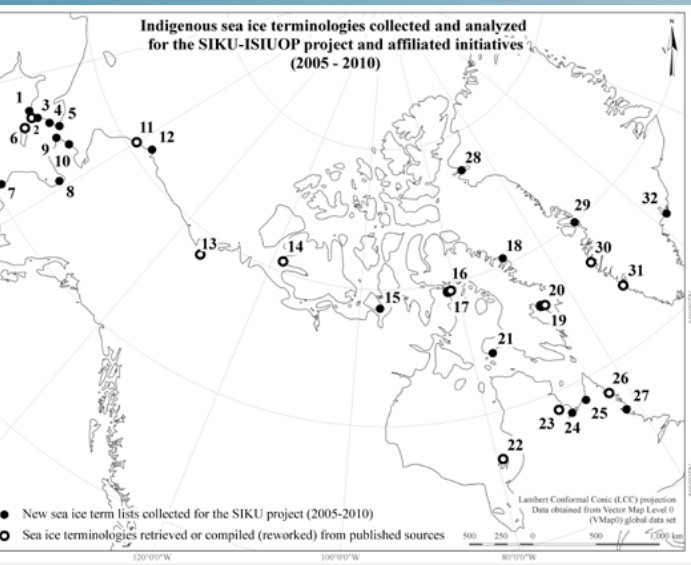 Indigenous sea ice terminologies collected and analyzed
for the SIKU-ISIUOP project and affiliated initiatives
(2005 - 2010)
N
1
3
4
5
2
6
9
10
7
8
11
12
13
14
15
16
17
18
28
29
30
31
32
20
19
21
22
23
24
25
26
27
Lambert Conformal Conic (LCC) projection
Data obtained from Vector Map Level 0
(VMap0) global data set
New sea ice term lists collected for the SIKU project (2005-2010)
Sea ice terminologies retrieved or compiled (reworked) from published sources
500 250 0 500 1,000 km
120°0'0"W 100°0'0"W 80°0'0"W